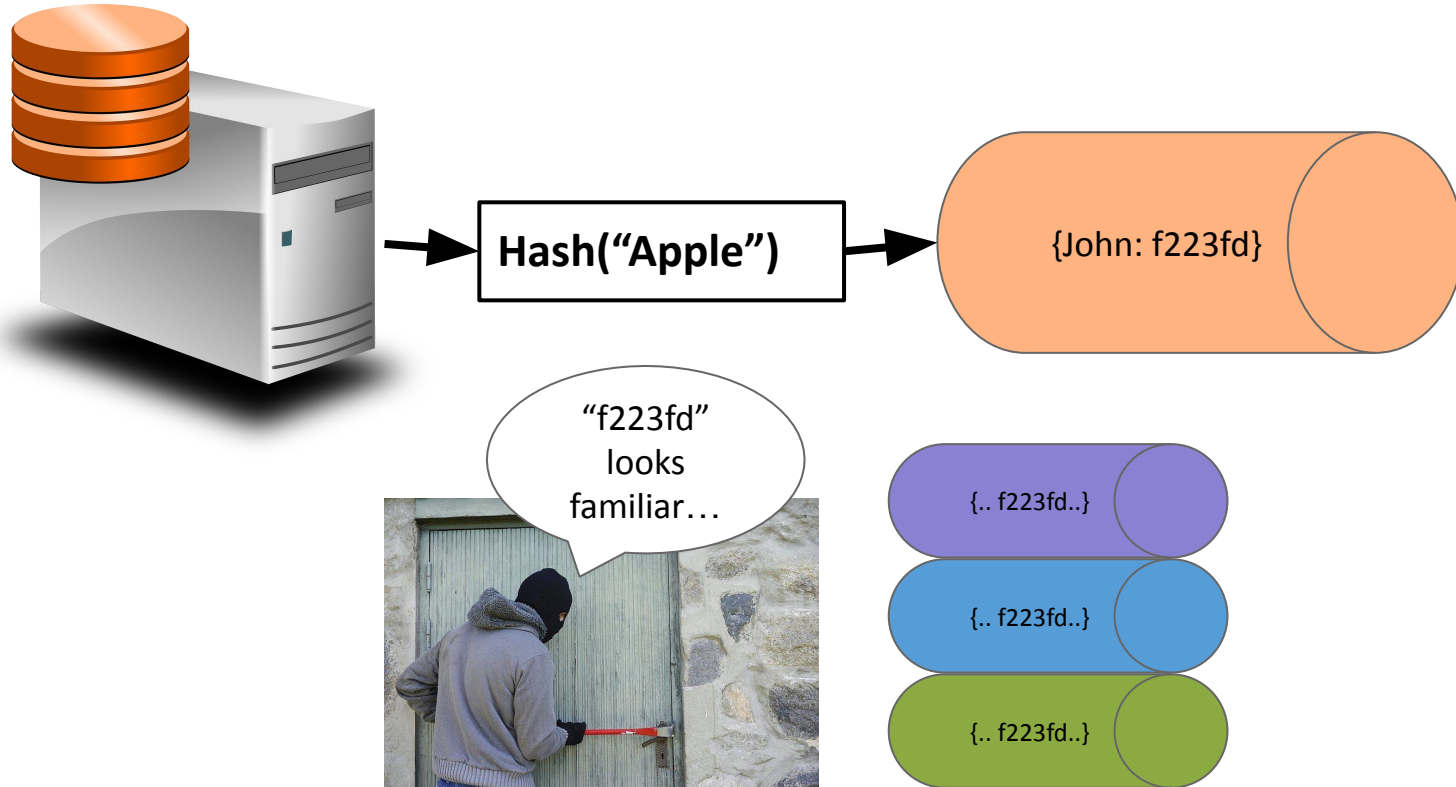 Hash(“Apple”)
{John: f223fd}
“f223fd”
looks
familiar…
{.. f223fd..}
{.. f223fd..}
{.. f223fd..}